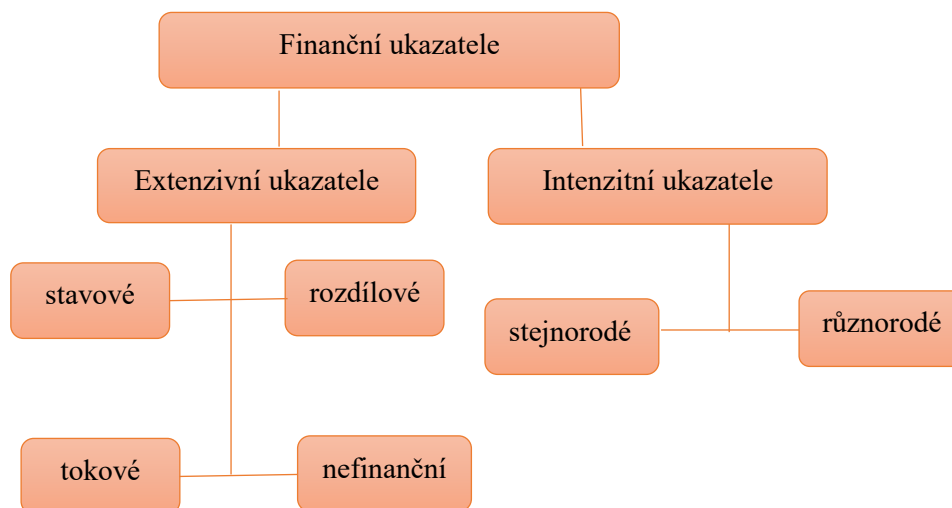 Finanční ukazatele
Extenzivní ukazatele
Intenzitní ukazatele
stavové
rozdílové
stejnorodé
různorodé
tokové
nefinanční